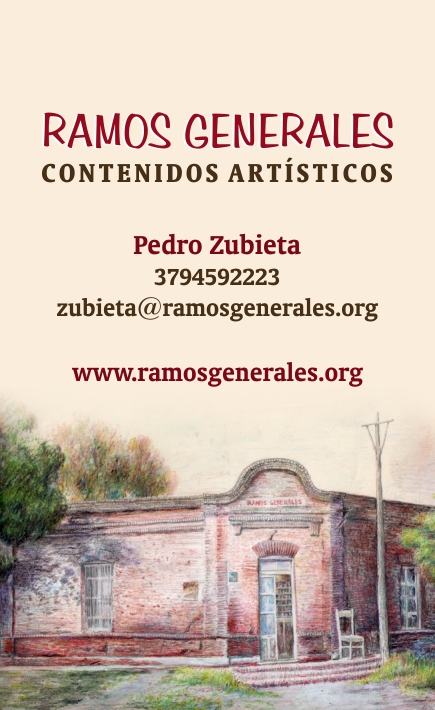 RAMOS GENERALES
CONTENIDOS ARTÍSTICOS
Pedro Zubieta
3794592223
zubieta@ramosgenerales.org
www.ramosgenerales.org
RAMOS GENERALES